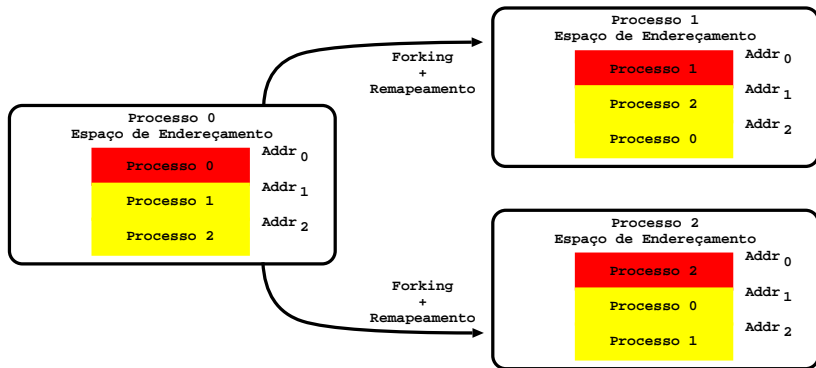 Processo 0
Espaço de Endereçamento
Addr 0
Processo 0
Addr 1
Processo 1
Addr 2
Processo 2
Forking
+
Remapeamento
Processo 1
Espaço de Endereçamento
Addr 0
Processo 1
Addr 1
Processo 2
Addr 2
Processo 0
Forking
+
Remapeamento
Processo 2
Espaço de Endereçamento
Addr 0
Processo 2
Addr 1
Processo 0
Addr 2
Processo 1